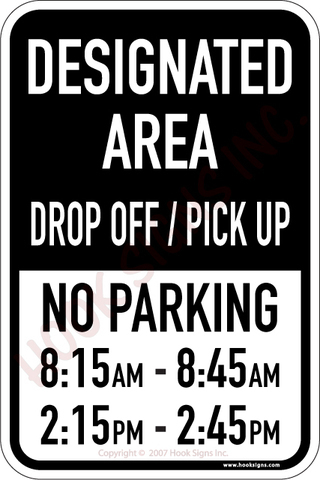 DESIGNATED
AREA
DROP OFF / PICK UP
NO PARKING
8:15AM - 8:45AM
2:15PM - 2:45PM
Copyright © 2007 Hook Signs Inc.
www.hooksigns.com
HOOK SIGNS INC.